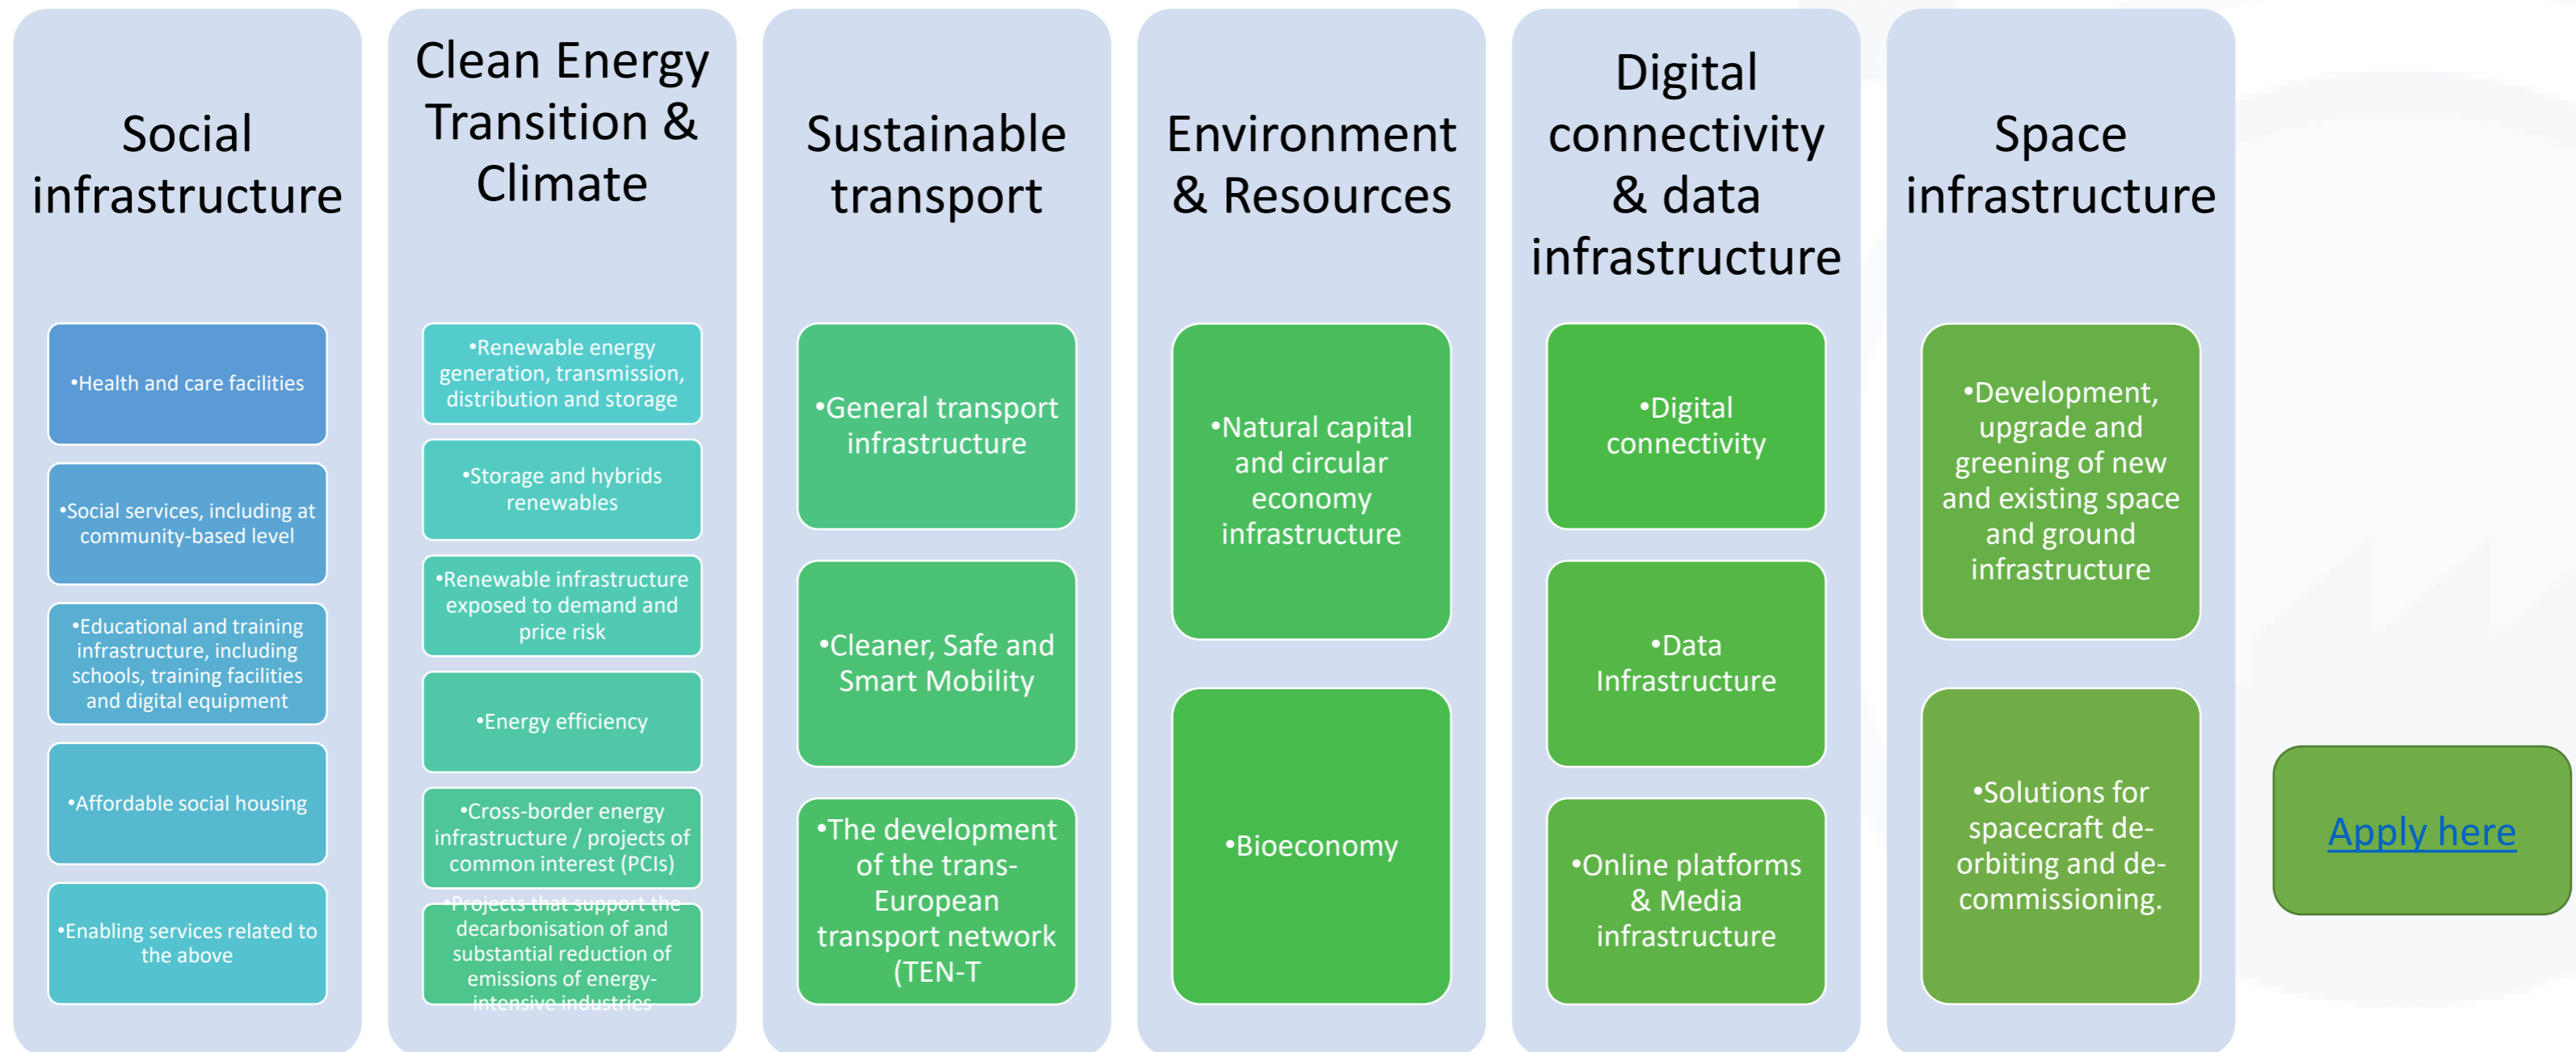 Social
infrastructure
•Health and care facilities
•Social services, including at
community-based level
•Educational and training
infrastructure, including
schools, training facilities
and digital equipment
•Affordable social housing
•Enabling services related to
the above
Clean Energy
Transition &
Climate
•Renewable energy
generation, transmission,
distribution and storage
•Storage and hybrids
renewables
•Renewable infrastructure
exposed to demand and
price risk
•Energy efficiency
•Cross-border energy
infrastructure / projects of
common interest (PCIs)
•Projects that support the
decarbonisation of and
substantial reduction of
emissions of energy-
intensive industries
Sustainable
transport
•General transport
infrastructure
•Cleaner, Safe and
Smart Mobility
•The development
of the trans-
European
transport network
(TEN-T
Environment
& Resources
•Natural capital
and circular
economy
infrastructure
•Bioeconomy
Digital
connectivity
& data
infrastructure
•Digital
connectivity
•Data
Infrastructure
•Online platforms
& Media
infrastructure
Space
infrastructure
•Development,
upgrade and
greening of new
and existing space
and ground
infrastructure
•Solutions for
spacecraft de-
orbiting and de-
commissioning.
Apply here